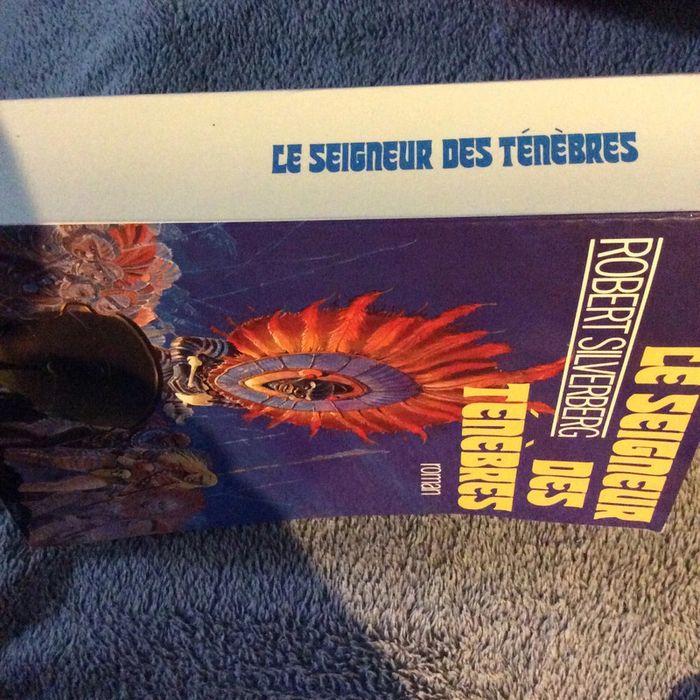 LE SEIGNEUR DES TÉNÈBRES
ROBERT SILVERBERG
LE SEIGNEUR
DES
TÉNÈBRES
roman